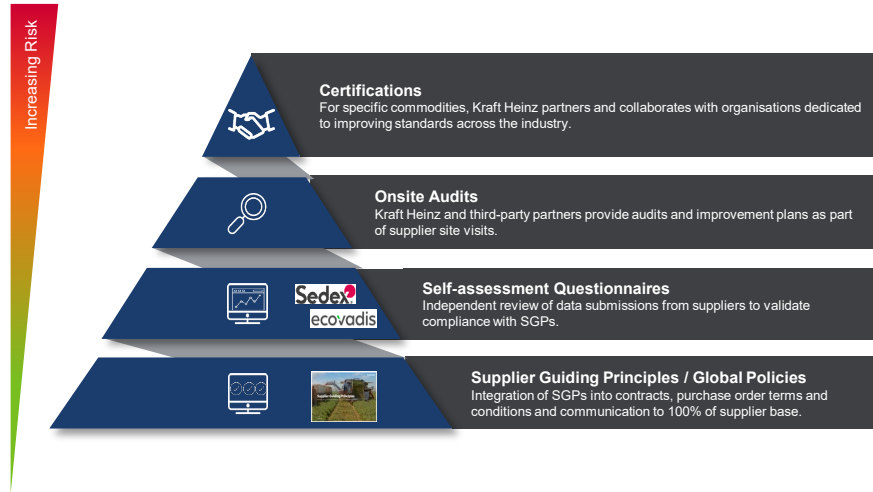 Increasing Risk
Certifications
For specific commodities, Kraft Heinz partners and collaborates with organisations dedicated
to improving standards across the industry.
Onsite Audits
Kraft Heinz and third-party partners provide audits and improvement plans as part
of supplier site visits.
Sedex
ecovadis
Self-assessment Questionnaires
Independent review of data submissions from suppliers to validate
compliance with SGPs.
Supplier Guiding Principles
Supplier Guiding Principles / Global Policies
Integration of SGPs into contracts, purchase order terms and
conditions and communication to 100% of supplier base.